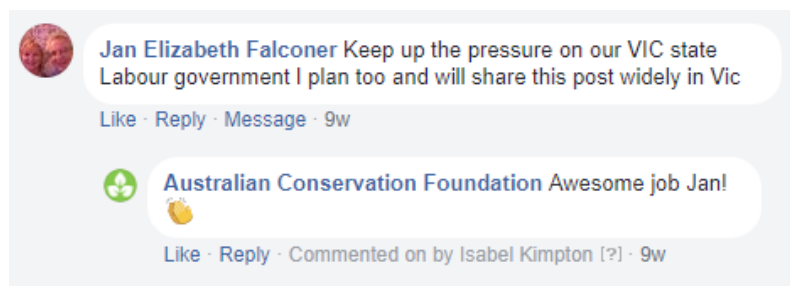 Jan Elizabeth Falconer Keep up the pressure on our VIC state
Labour government I plan too and will share this post widely in Vic
Like · Reply · Message · 9w
Australian Conservation Foundation Awesome job Jan!
👏
Like · Reply · Commented on by Isabel Kimpton [?] · 9w